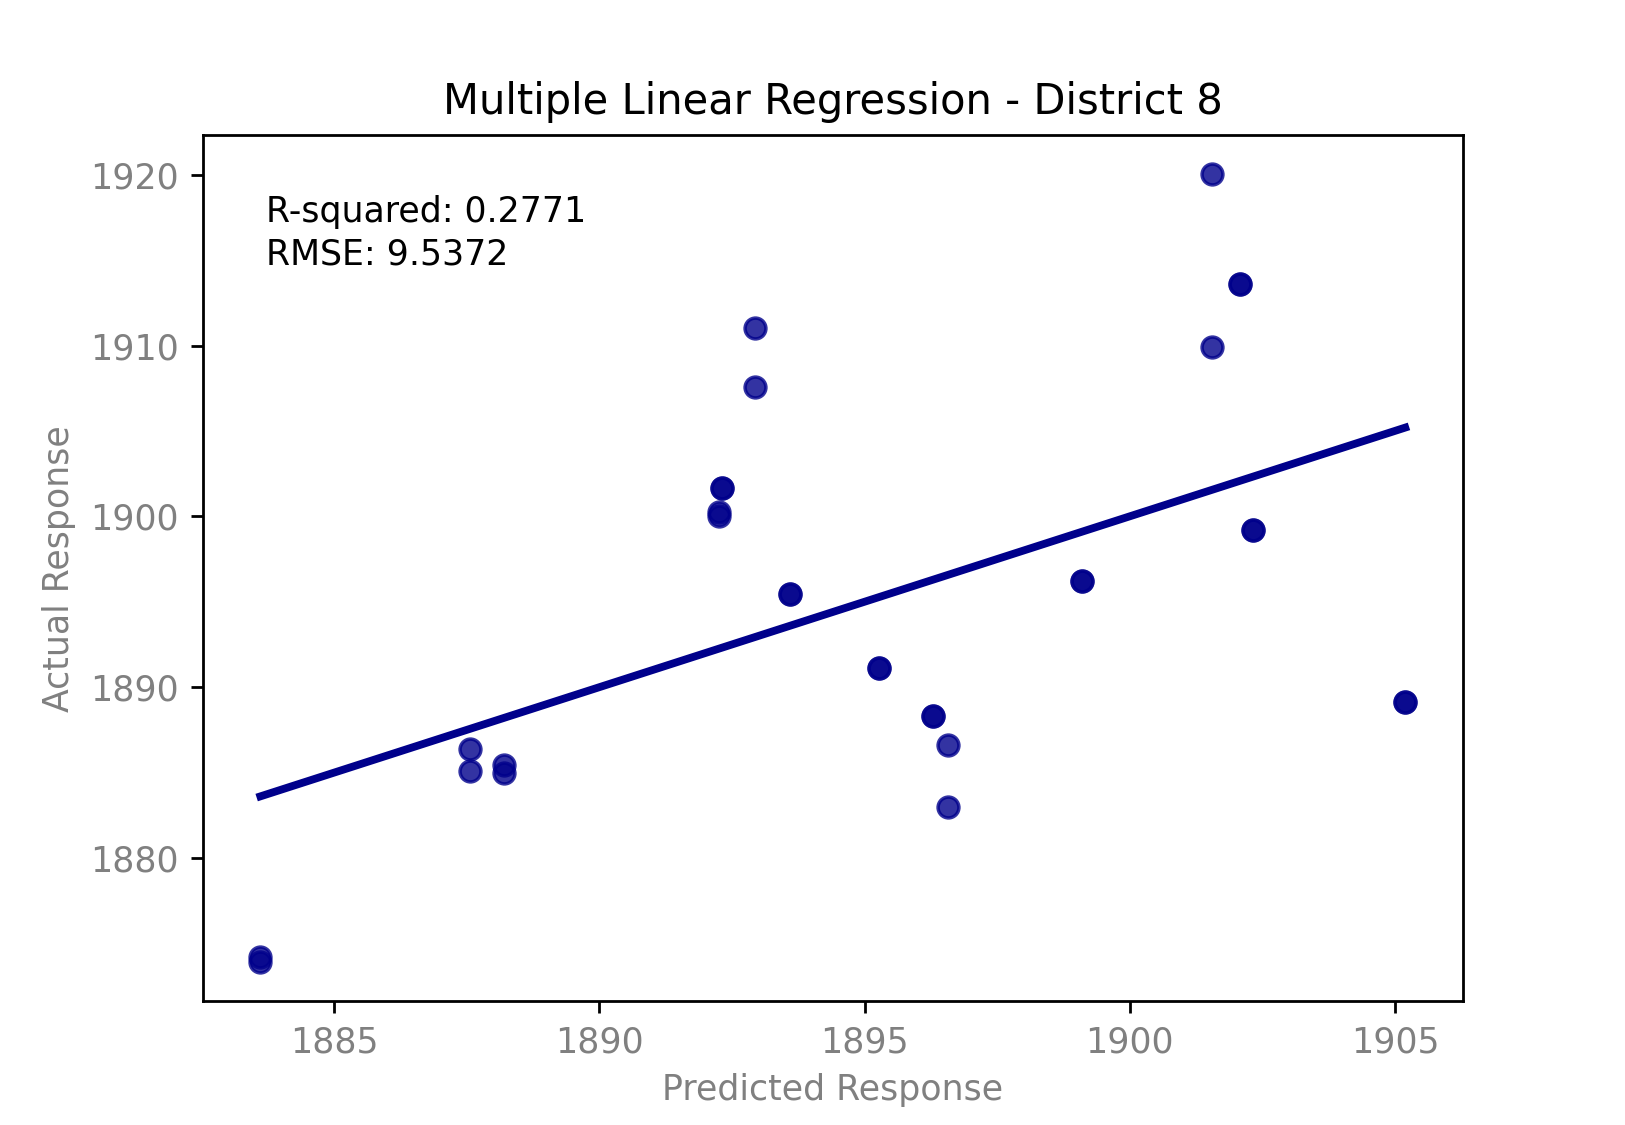 Multiple Linear Regression - District 8
R-squared: 0.2771
RMSE: 9.5372
1920
1910
1900
1890
1880
Actual Response
1885
1890
1895
1900
1905
Predicted Response